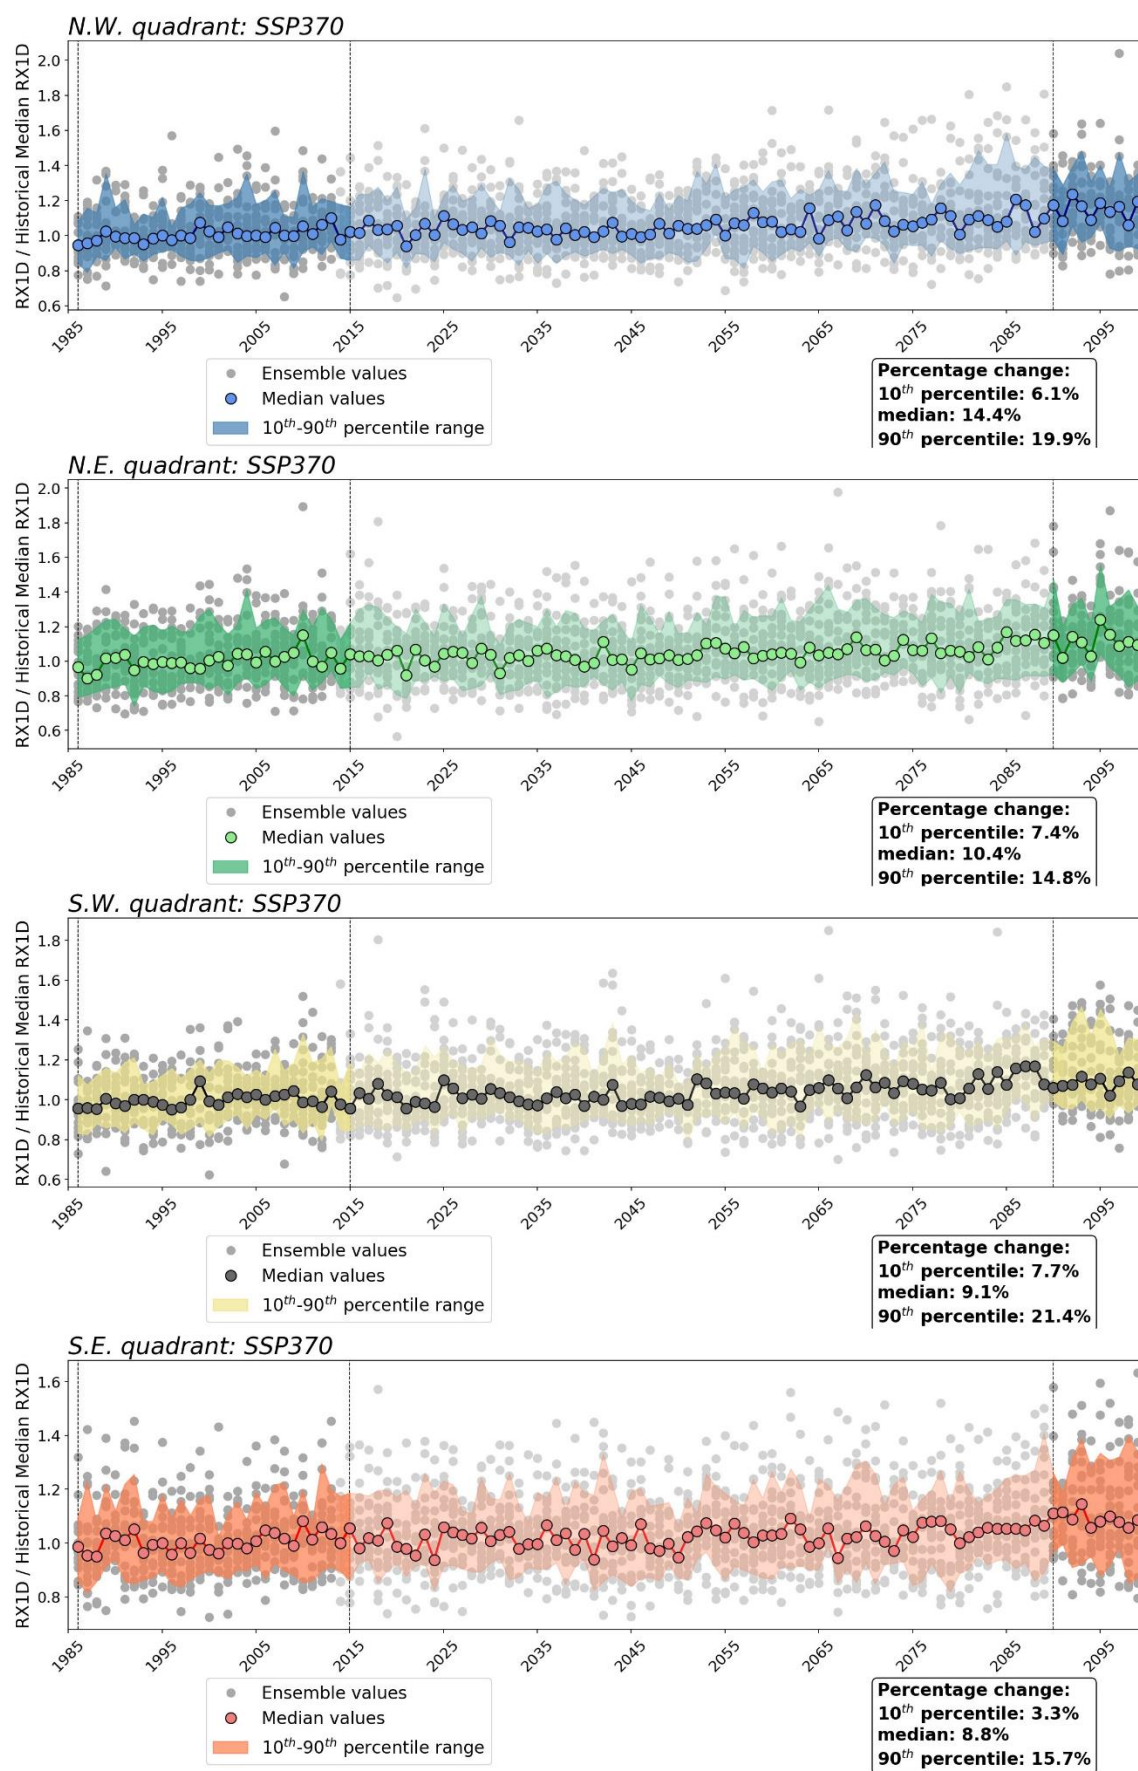 N.W. quadrant: SSP370
RX1D / Historical Median RX1D
2.0
1.8
1.6
1.4
1.2
1.0
0.8
0.6
1985 1995 2005 2015 2025 2035 2045 2055 2065 2075 2085 2095
Ensemble values
Median values
10th-90th percentile range
Percentage change:
10th percentile: 6.1%
median: 14.4%
90th percentile: 19.9%
N.E. quadrant: SSP370
RX1D / Historical Median RX1D
2.0
1.8
1.6
1.4
1.2
1.0
0.8
0.6
1985 1995 2005 2015 2025 2035 2045 2055 2065 2075 2085 2095
Ensemble values
Median values
10th-90th percentile range
Percentage change:
10th percentile: 7.4%
median: 10.4%
90th percentile: 14.8%
S.W. quadrant: SSP370
RX1D / Historical Median RX1D
1.8
1.6
1.4
1.2
1.0
0.8
0.6
1985 1995 2005 2015 2025 2035 2045 2055 2065 2075 2085 2095
Ensemble values
Median values
10th-90th percentile range
Percentage change:
10th percentile: 7.7%
median: 9.1%
90th percentile: 21.4%
S.E. quadrant: SSP370
RX1D / Historical Median RX1D
1.6
1.4
1.2
1.0
0.8
1985 1995 2005 2015 2025 2035 2045 2055 2065 2075 2085 2095
Ensemble values
Median values
10th-90th percentile range
Percentage change:
10th percentile: 3.3%
median: 8.8%
90th percentile: 15.7%